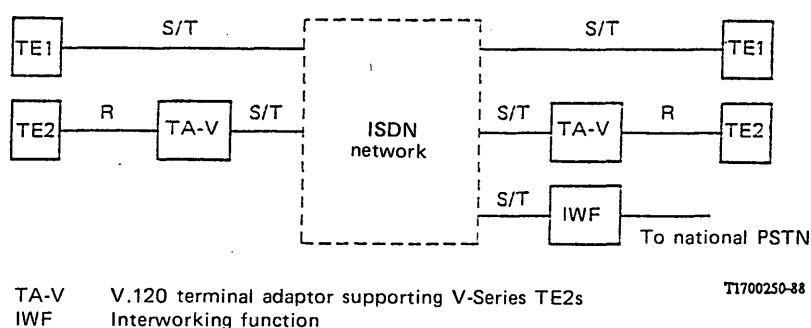 S/T S/T
TE1 TE1
R S/T S/T R
TE2 TA-V ISDN network TA-V TE2
S/T
IWF
To national PSTN
TA-V V.120 terminal adaptor supporting V-Series TE2s
T1700250-88
IWF Interworking function